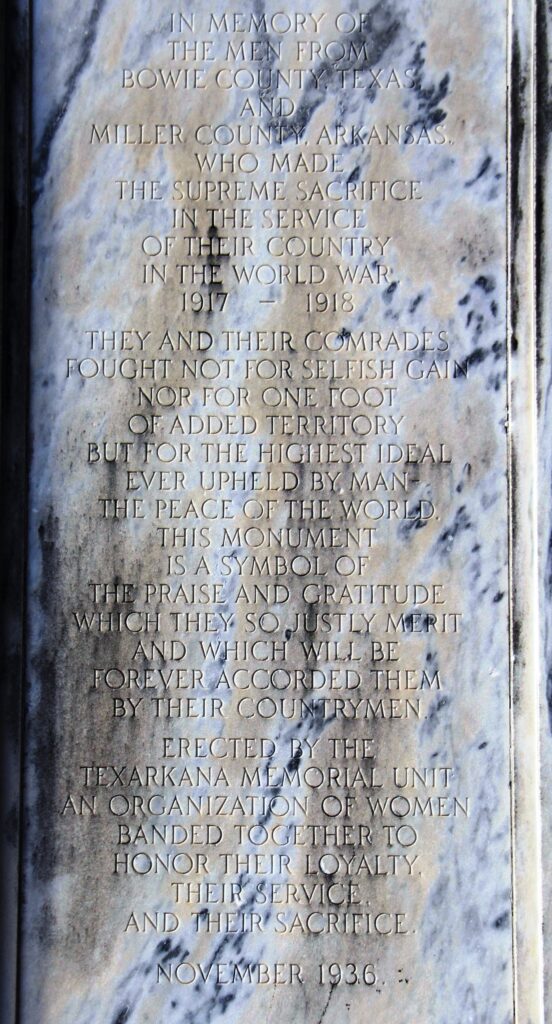 IN MEMORY OF
THE MEN FROM
BOWIE COUNTY, TEXAS,
AND
MILLER COUNTY, ARKANSAS,
WHO MADE
THE SUPREME SACRIFICE
IN THE SERVICE
OF THEIR COUNTRY
IN THE WORLD WAR
1917 – 1918
THEY AND THEIR COMRADES
FOUGHT NOT FOR SELFISH GAIN
NOR FOR ONE FOOT
OF ADDED TERRITORY
BUT FOR THE HIGHEST IDEAL
EVER UPHELD BY MAN–
THE PEACE OF THE WORLD.
THIS MONUMENT
IS A SYMBOL OF
THE PRAISE AND GRATITUDE
WHICH THEY SO JUSTLY MERIT
AND WHICH WILL BE
FOREVER ACCORDED THEM
BY THEIR COUNTRYMEN.
ERECTED BY THE
TEXARKANA MEMORIAL UNIT
AN ORGANIZATION OF WOMEN
BANDED TOGETHER TO
HONOR THEIR LOYALTY,
THEIR SERVICE,
AND THEIR SACRIFICE.
NOVEMBER 1936.